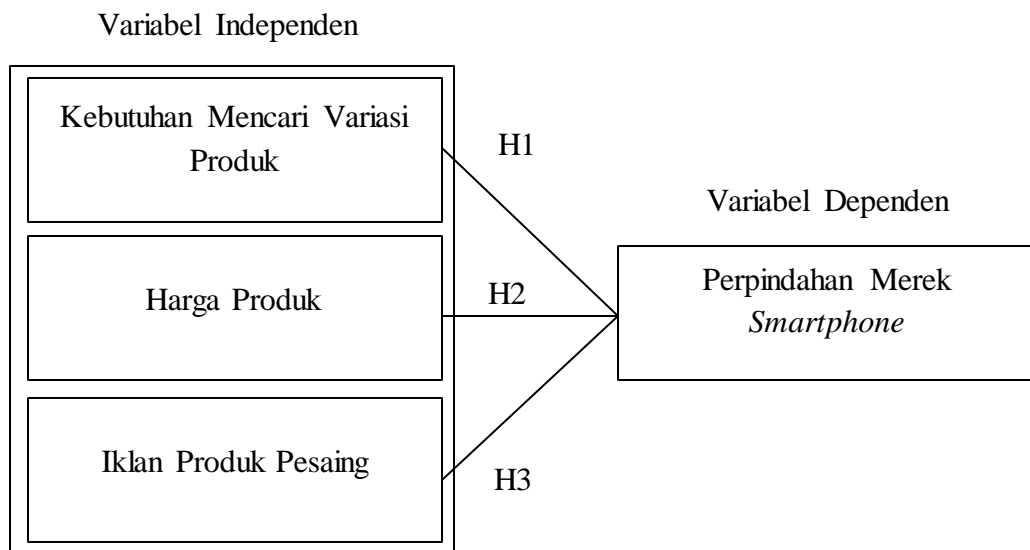 Variabel Independen
Kebutuhan Mencari Variasi
Produk
H1
Variabel Dependen
Harga Produk
H2
Perpindahan Merek
Smartphone
Iklan Produk Pesaing
H3